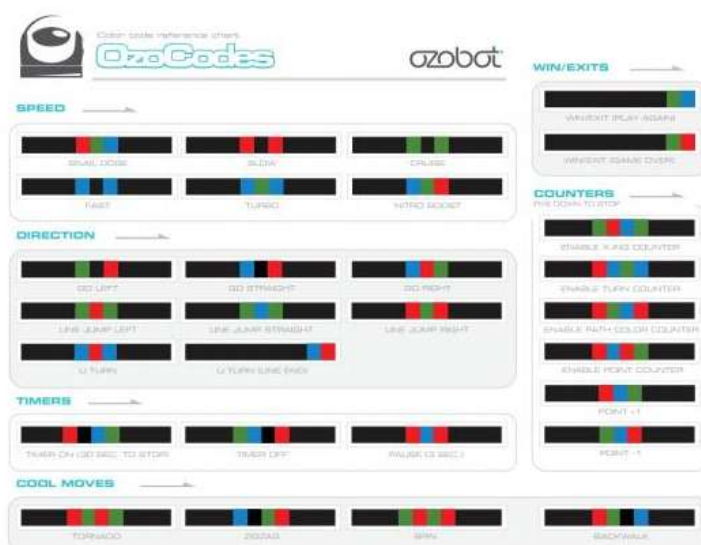 Color code reference chart
OzoCodes
ozobot
SPEED
SNAIL DOSE
SLOW
CRUISE
FAST
TURBO
NITRO BOOST
DIRECTION
GO LEFT
GO STRAIGHT
GO RIGHT
LINE JUMP LEFT
LINE JUMP STRAIGHT
LINE JUMP RIGHT
U TURN
U TURN (LINE END)
TIMERS
TIMER ON (30 SEC. TO STOP)
TIMER OFF
PAUSE (3 SEC.)
COOL MOVES
TORNADO
ZIGZAG
SPIN
BACKWALK
WIN/EXITS
WIN/EXIT (PLAY AGAIN)
WIN/EXIT (GAME OVER)
COUNTERS
FIVE DOWN TO STOP
ENABLE X-ING COUNTER
ENABLE TURN COUNTER
ENABLE PATH COLOR COUNTER
ENABLE POINT COUNTER
POINT +1
POINT -1